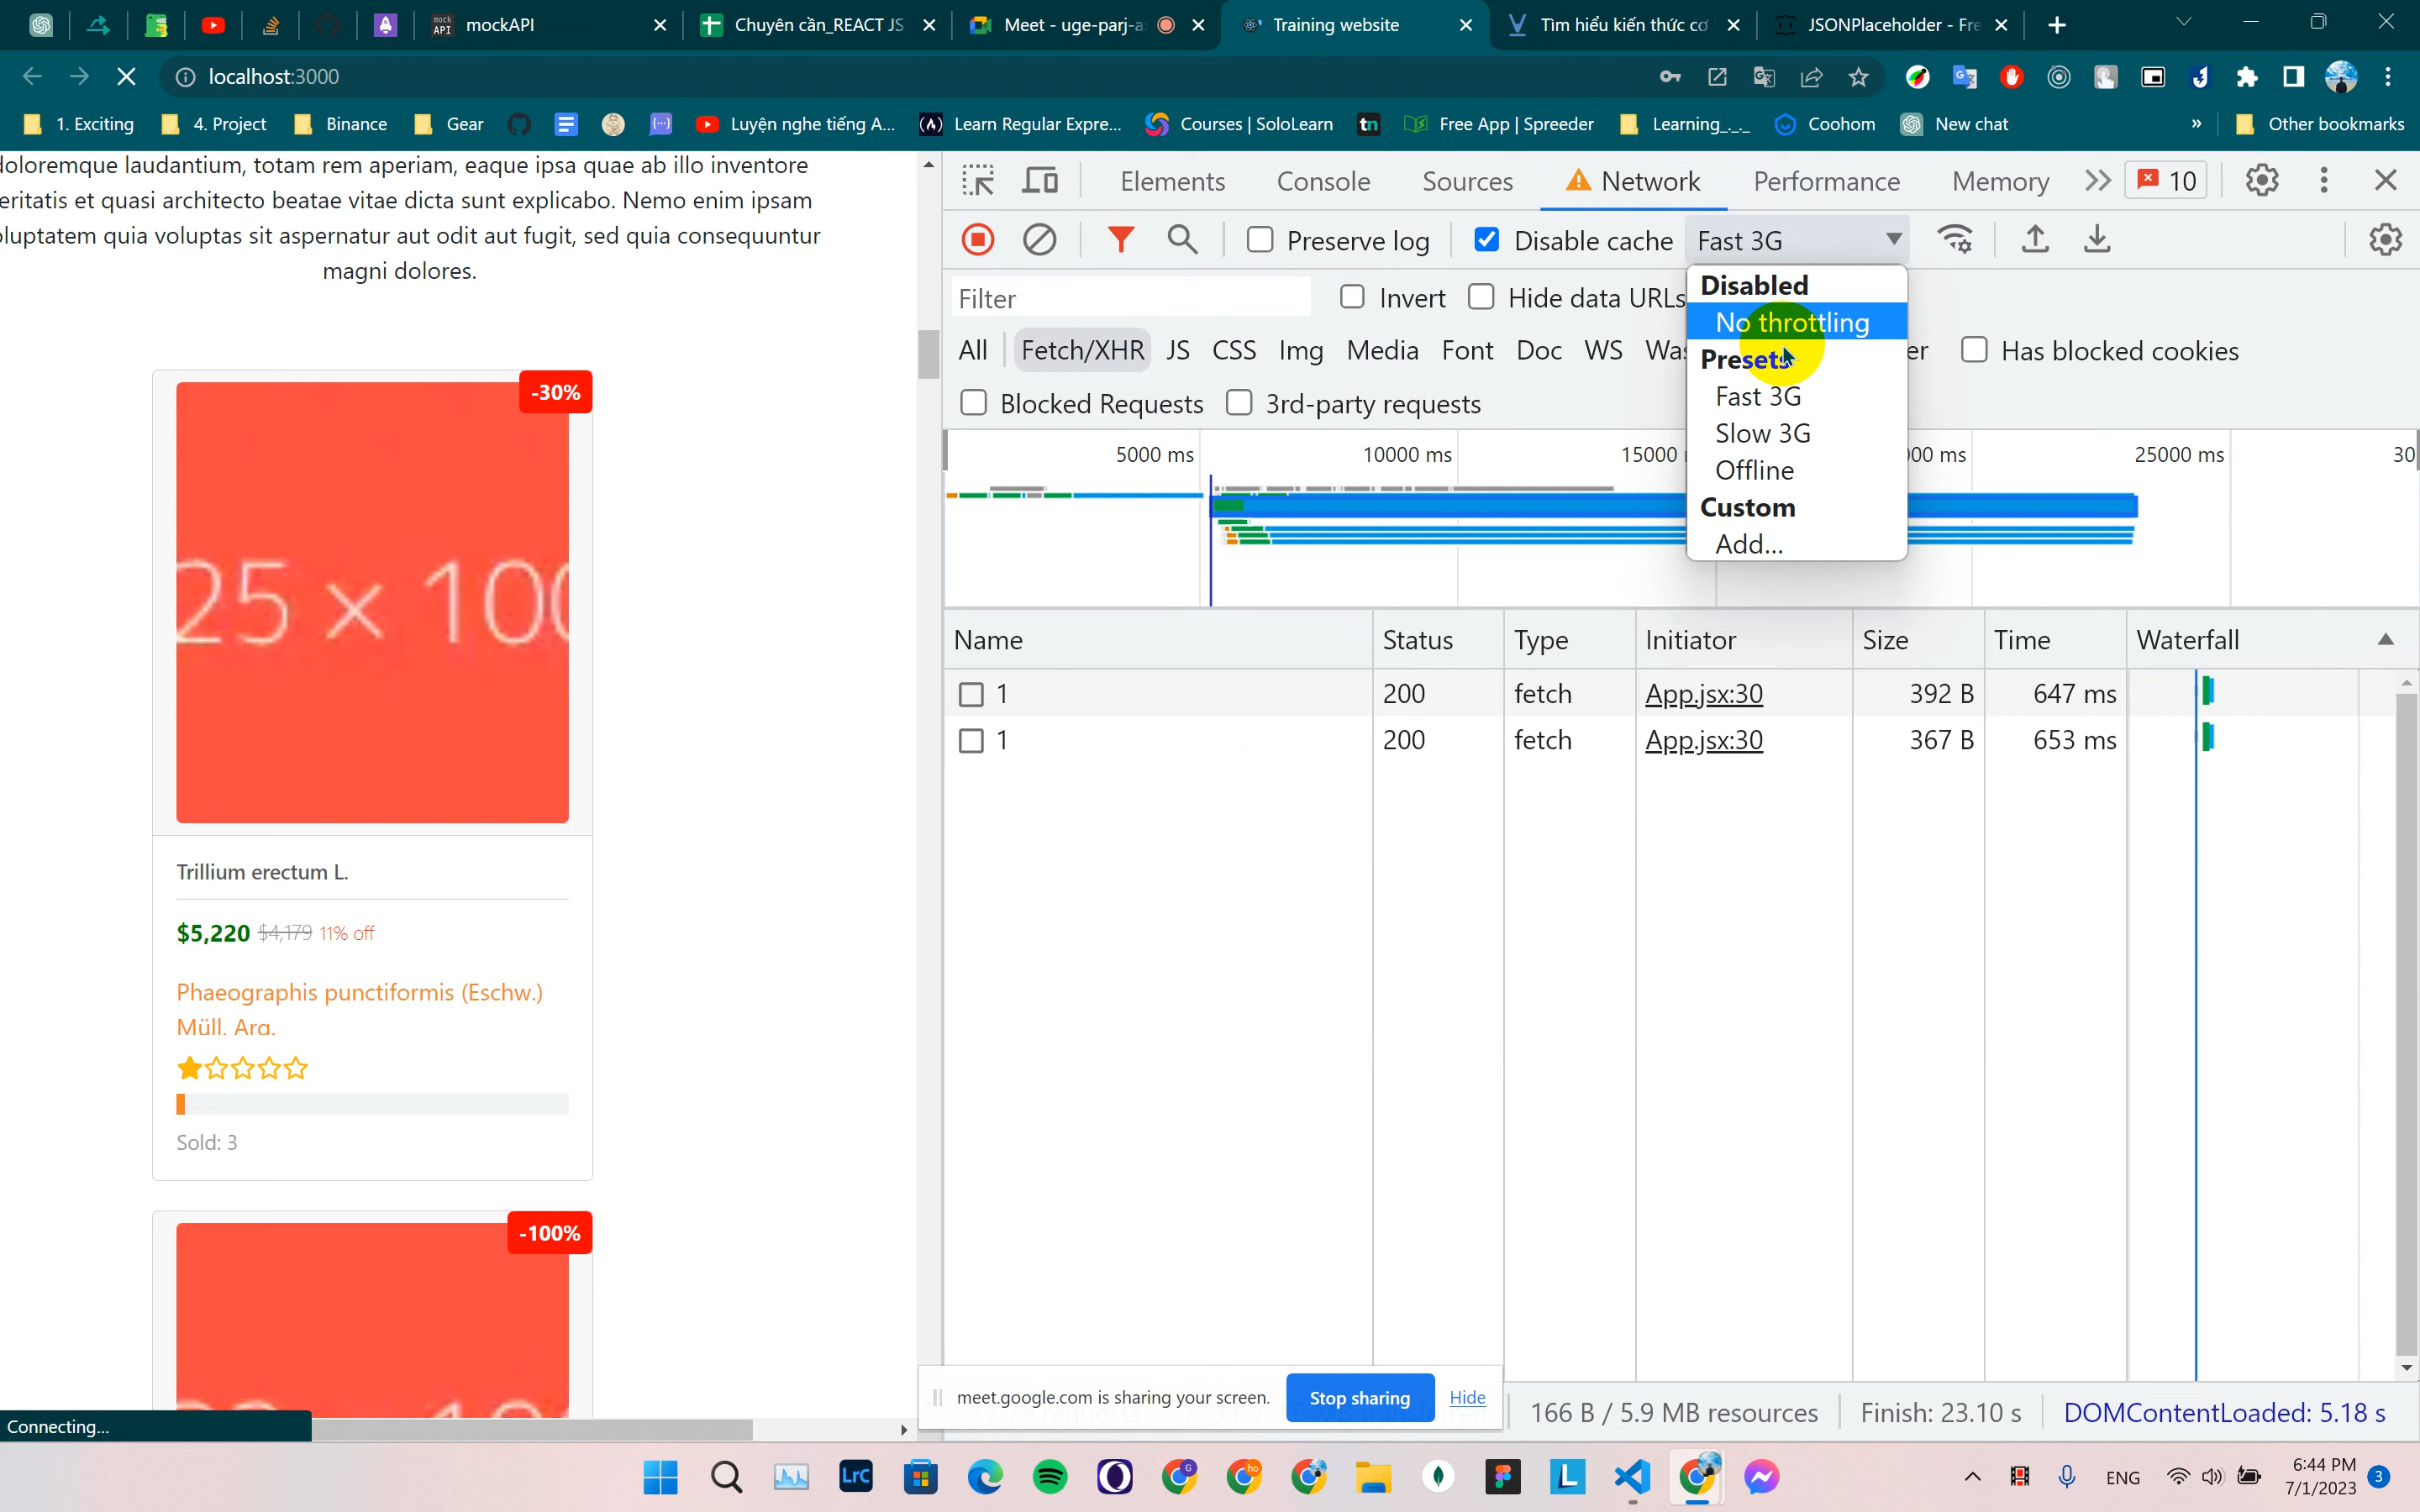 mockAPI
Chuyên cần_REACT JS
Meet - uge-parj-a
Training website
Tìm hiểu kiến thức cơ
JSONPlaceholder - Fre
localhost:3000
1. Exciting
4. Project
Binance
Gear
Luyện nghe tiếng A...
Learn Regular Expre...
Courses | SoloLearn
tn
Free App | Spreeder
Learning_._._
Coohom
New chat
»
Other bookmarks
doloremque laudantium, totam rem aperiam, eaque ipsa quae ab illo inventore
eritatis et quasi architecto beatae vitae dicta sunt explicabo. Nemo enim ipsam
oluptatem quia voluptas sit aspernatur aut odit aut fugit, sed quia consequuntur
magni dolores.
-30%
25 × 100
Trillium erectum L.
$5,220 $4,179 11% off
Phaeographis punctiformis (Eschw.)
Müll. Arg.
Sold: 3
-100%
Connecting...
Elements
Console
Sources
Network
Performance
Memory
10
Preserve log
Disable cache
Fast 3G
Filter
Invert
Hide data URLs
All
Fetch/XHR
JS
CSS
Img
Media
Font
Doc
WS
Was
er
Has blocked cookies
Blocked Requests
3rd-party requests
Disabled
No throttling
Presets
Fast 3G
Slow 3G
Offline
Custom
Add...
5000 ms
10000 ms
15000
00 ms
25000 ms
30
Name
Status
Type
Initiator
Size
Time
Waterfall
1 200 fetch App.jsx:30 392 B 647 ms
1 200 fetch App.jsx:30 367 B 653 ms
meet.google.com is sharing your screen.
Stop sharing
Hide
166 B / 5.9 MB resources
Finish: 23.10 s
DOMContentLoaded: 5.18 s
LrC
ENG
6:44 PM
7/1/2023
3